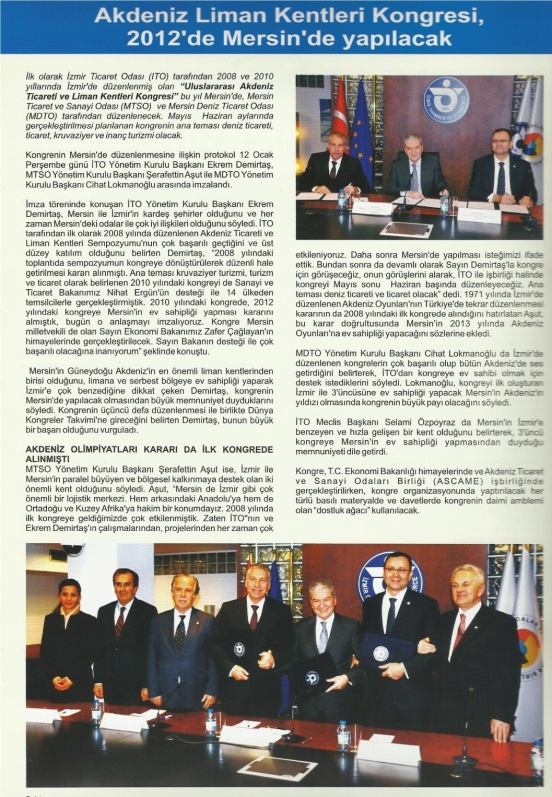 Akdeniz Liman Kentleri Kongresi,
2012'de Mersin'de yapılacak
İlk olarak İzmir Ticaret Odası (İTO) tarafından 2008 ve 2010
yıllarında İzmir'de düzenlenmiş olan "Uluslararası Akdeniz
Ticareti ve Liman Kentleri Kongresi" bu yıl Mersin'de, Mersin
Ticaret ve Sanayi Odası (MTSO) ve Mersin Deniz Ticaret Odası
(MDTO) tarafından düzenlenecek. Mayıs Haziran aylarında
gerçekleştirilmesi planlanan kongrenin ana teması deniz ticareti,
ticaret, kruvaziyer ve inanç turizmi olacak.
Kongrenin Mersin'de düzenlenmesine ilişkin protokol 12 Ocak
Perşembe günü İTO Yönetim Kurulu Başkanı Ekrem Demirtaş,
MTSO Yönetim Kurulu Başkanı Şerafettin Aşut ile MDTO Yönetim
Kurulu Başkanı Cihat Lokmanoğlu arasında imzalandı.
İmza töreninde konuşan İTO Yönetim Kurulu Başkanı Ekrem
Demirtaş, Mersin ile İzmir'in kardeş şehirler olduğunu ve her
zaman Mersin'deki odalar ile çok iyi ilişkileri olduğunu söyledi. İTO
tarafından ilk olarak 2008 yılında düzenlenen Akdeniz Ticareti ve
Liman Kentleri Sempozyumu'nun çok başarılı geçtiğini ve üst
düzey katılım olduğunu belirten Demirtaş, "2008 yılındaki
toplantıda sempozyumun kongreye dönüştürülerek düzenli hale
getirilmesi kararı alınmıştı. Ana teması kruvaziyer turizmi, turizm
ve ticaret olarak belirlenen 2010 yılındaki kongreyi de Sanayi ve
Ticaret Bakanımız Nihat Ergün'ün desteği ile 14 ülkeden
temsilcilerle gerçekleştirmiştik. 2010 yılındaki kongrede, 2012
yılındaki kongreye Mersin'in ev sahipliği yapması kararını
almıştık, bugün o anlaşmayı imzalıyoruz. Kongre Mersin
milletvekili de olan Sayın Ekonomi Bakanımız Zafer Çağlayan'ın
himayelerinde gerçekleştirilecek. Sayın Bakanın desteği ile çok
başarılı olacağına inanıyorum" şeklinde konuştu.
Mersin'in Güneydoğu Akdeniz'in en önemli liman kentlerinden
birisi olduğunu, limana ve serbest bölgeye ev sahipliği yaparak
İzmir'e çok benzediğine dikkat çeken Demirtaş, kongrenin
Mersin'de yapılacak olmasından büyük memnuniyet duyduklarını
söyledi. Kongrenin üçüncü defa düzenlenmesi ile birlikte Dünya
Kongreler Takvimi'ne gireceğini belirten Demirtaş, bunun büyük
bir başarı olduğunu vurguladı.
AKDENİZ OLİMPİYATLARI KARARI DA İLK KONGREDE
ALINMIŞTI
MTSO Yönetim Kurulu Başkanı Şerafettin Aşut ise, İzmir ile
Mersin'in paralel büyüyen ve bölgesel kalkınmaya destek olan iki
önemli kent olduğunu söyledi. Aşut, "Mersin de İzmir gibi çok
önemli bir lojistik merkezi. Hem arkasındaki Anadolu'ya hem de
Ortadoğu ve Kuzey Afrika'ya hakim bir konumdayız. 2008 yılında
ilk kongreye geldiğimizde çok etkilenmiştik. Zaten İTO"nın ve
Ekrem Demirtaş'ın çalışmalarından, projelerinden her zaman çok
etkileniyoruz. Daha sonra Mersin'de yapılması isteğimizi ifade
ettik. Bundan sonra da devamlı olarak Sayın Demirtaş'la kongre
için görüşeceğiz, onun görüşlerini alarak, İTO ile işbirliği halinde
kongreyi Mayıs sonu Haziran başında düzenleyeceğiz. Ana
teması deniz ticareti ve ticaret olacak" dedi. 1971 yılında İzmir'de
düzenlenen Akdeniz Oyunları'nın Türkiye'de tekrar düzenlenmesi
kararının da 2008 yılındaki ilk kongrede alındığını hatırlatan Aşut,
bu karar doğrultusunda Mersin'in 2013 yılında Akdeniz
Oyunları'na ev sahipliği yapacağını sözlerine ekledi.
MDTO Yönetim Kurulu Başkanı Cihat Lokmanoğlu da İzmir'de
düzenlenen kongrelerin çok başarılı olup bütün Akdeniz'de ses
getirdiğini belirterek, İTO'dan kongreye ev sahibi olmak için
destek istediklerini söyledi. Lokmanoğlu, kongreyi ilk oluşturan
İzmir ile 3'üncüsüne ev sahipliği yapacak Mersin'in Akdeniz'in
yıldızı olmasında kongrenin büyük payı olacağını söyledi.
İTO Meclis Başkanı Selami Özpoyraz da Mersin'in İzmir'e
benzeyen ve hızla gelişen bir kent olduğunu belirterek, 3'üncü
kongreye Mersin'in ev sahipliği yapmasından duyduğu
memnuniyeti dile getirdi.
Kongre, T.C. Ekonomi Bakanlığı himayelerinde ve Akdeniz Ticaret
ve Sanayi Odaları Birliği (ASCAME) işbirliğinde
gerçekleştirilirken, kongre organizasyonunda yaptırılacak her
türlü basılı materyalde ve davetlerde kongrenin daimi amblemi
olan "dostluk ağacı" kullanılacak.